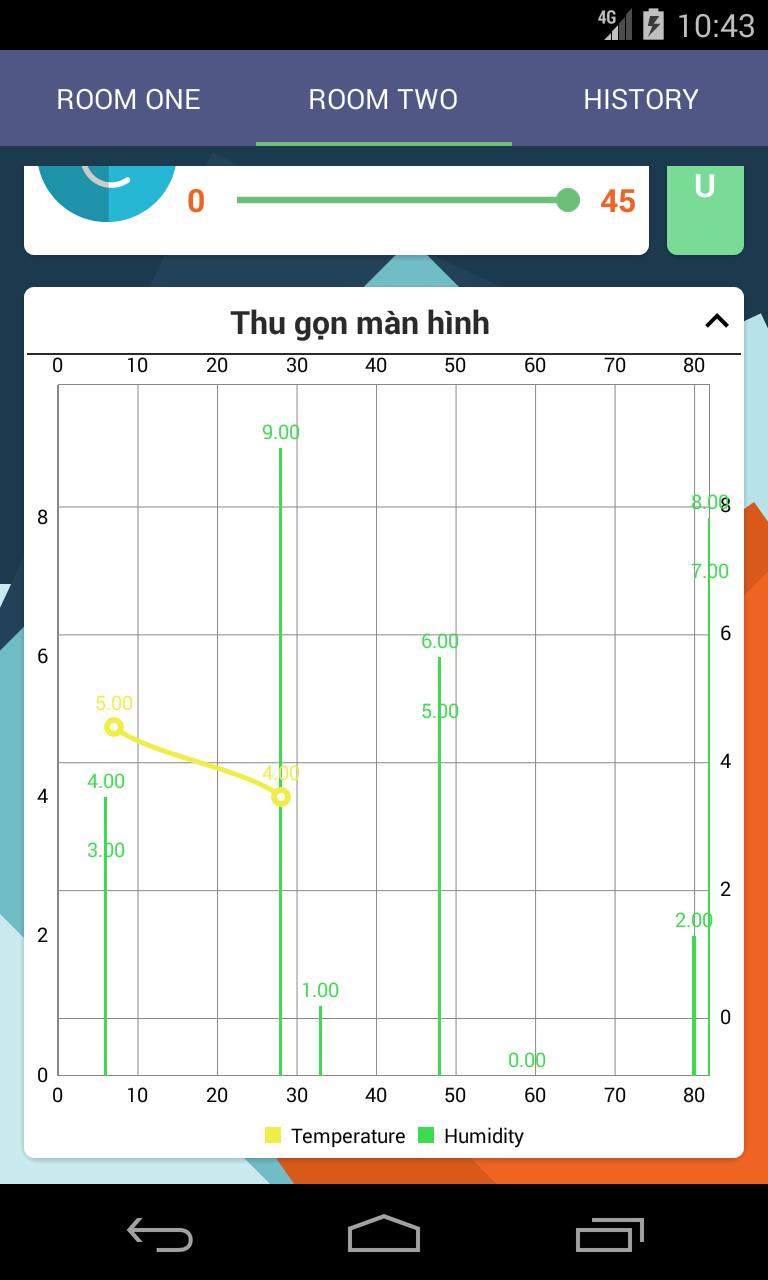 4G 10:43
ROOM ONE ROOM TWO HISTORY
0 45 U
Thu gọn màn hình
0 10 20 30 40 50 60 70 80
9.00
8.00
8 8
7.00
6 6.00 6
5.00 5.00
4.00 4
4.00
4
3.00
2
2 2.00
1.00
0
0.00
0
0 10 20 30 40 50 60 70 80
Temperature Humidity